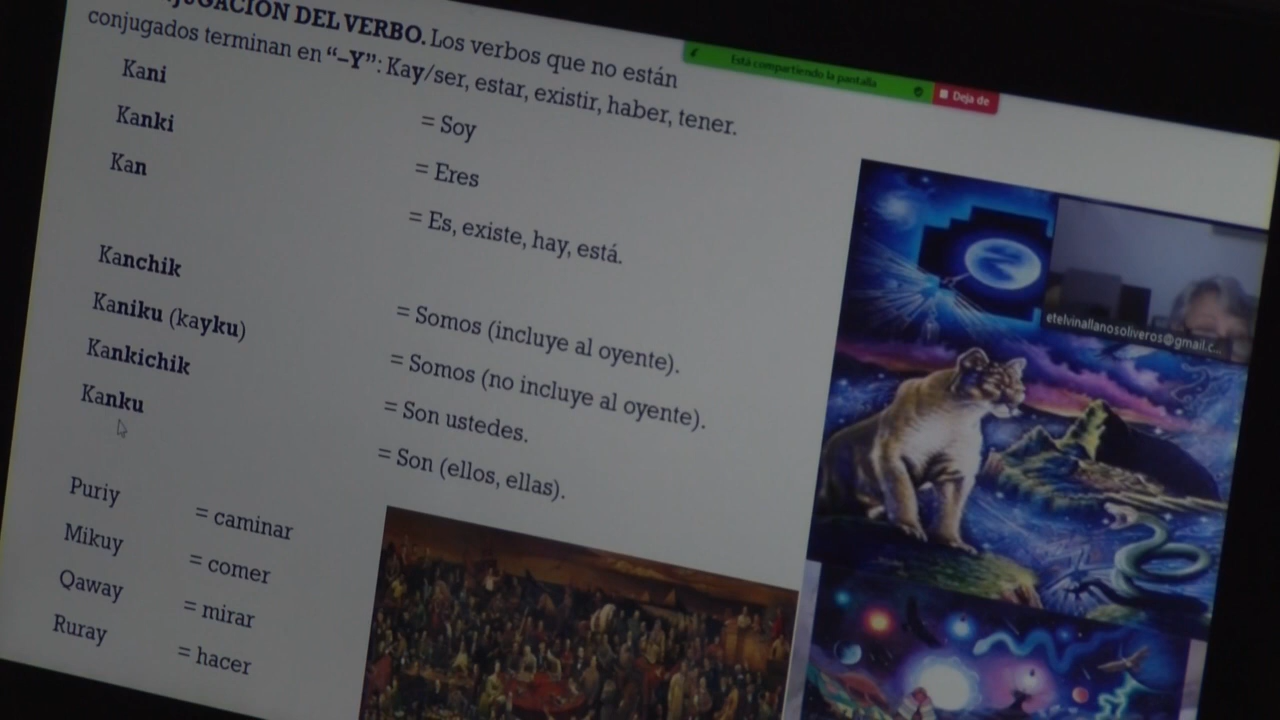 CIÓN DEL VERBO. Los verbos que no están
conjugados terminan en “–Y”: Kay/ser, estar, existir, haber, tener.
Kani = Soy
Kanki = Eres
Kan = Es, existe, hay, está.
Kanchik = Somos (incluye al oyente).
Kaniku (kayku) = Somos (no incluye al oyente).
Kankichik = Son ustedes.
Kanku = Son (ellos, ellas).
Puriy = caminar
Mikuy = comer
Qaway = mirar
Ruray = hacer
Está compartiendo la pantalla
Deja de
etelvinallanosoliveros@gmail.c...